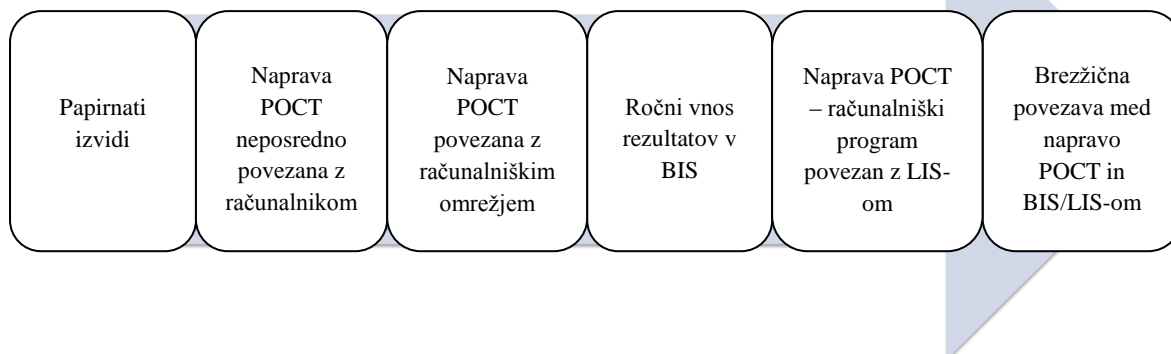 Papirnati
izvidi
Naprava
POCT
neposredno
povezana z
računalnikom
Naprava
POCT
povezana z
računalniškim
omrežjem
Ročni vnos
rezultatov v
BIS
Naprava POCT
– računalniški
program
povezan z LIS-
om
Brezžična
povezava med
napravo
POCT in
BIS/LIS-om